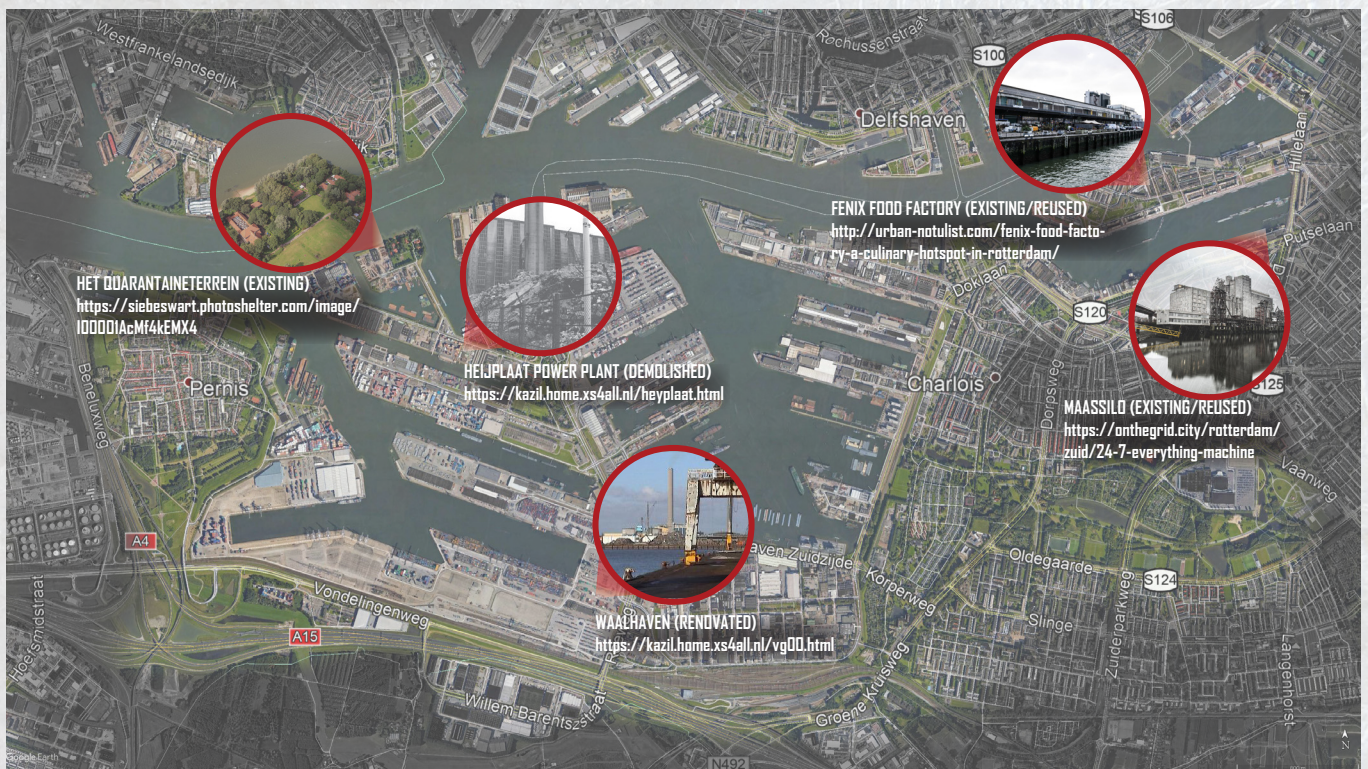 S106
Westfrankelandsedijk
Rochussenstraat
S100
Delfshaven
Hillelaan
FENIX FOOD FACTORY (EXISTING/REUSED)
http://urban-notulist.com/fenix-food-facto-
ry-a-culinary-hotspot-in-rotterdam/
Putselaan
HET QUARANTAINETERREIN (EXISTING)
https://siebeswart.photoshelter.com/image/
I0000IAcMf4kEMX4
Doklaan
S120
Beneluxweg
Pernis
HEIJPLAAT POWER PLANT (DEMOLISHED)
https://kazil.home.xs4all.nl/heyplaat.html
Charlois
S125
Dorpsweg
MAASSILO (EXISTING/REUSED)
https://onthegrid.city/rotterdam/
zuid/24-7-everything-machine
Vaanweg
A4
aven Zuidzijde
Korperweg
Oldegaarde
S124
Vondelingenweg
Zuiderparkweg
Slinge
A15
WAALHAVEN (RENOVATED)
https://kazil.home.xs4all.nl/vg00.html
Langenhorst
Willem Barentszstraat
Groene Kruisweg
Google Earth
N492
N